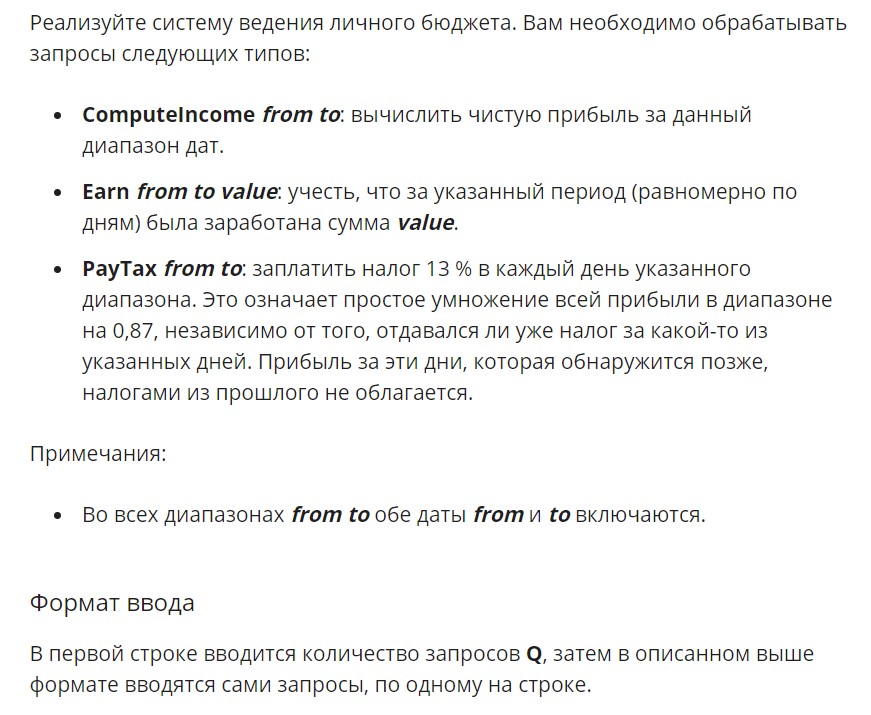 Реализуйте систему ведения личного бюджета. Вам необходимо обрабатывать
запросы следующих типов:
• ComputeIncome from to: вычислить чистую прибыль за данный
диапазон дат.
• Earn from to value: учесть, что за указанный период (равномерно по
дням) была заработана сумма value.
• PayTax from to: заплатить налог 13 % в каждый день указанного
диапазона. Это означает простое умножение всей прибыли в диапазоне
на 0,87, независимо от того, отдавался ли уже налог за какой-то из
указанных дней. Прибыль за эти дни, которая обнаружится позже,
налогами из прошлого не облагается.
Примечания:
• Во всех диапазонах from to обе даты from и to включаются.
Формат ввода
В первой строке вводится количество запросов Q, затем в описанном выше
формате вводятся сами запросы, по одному на строке.